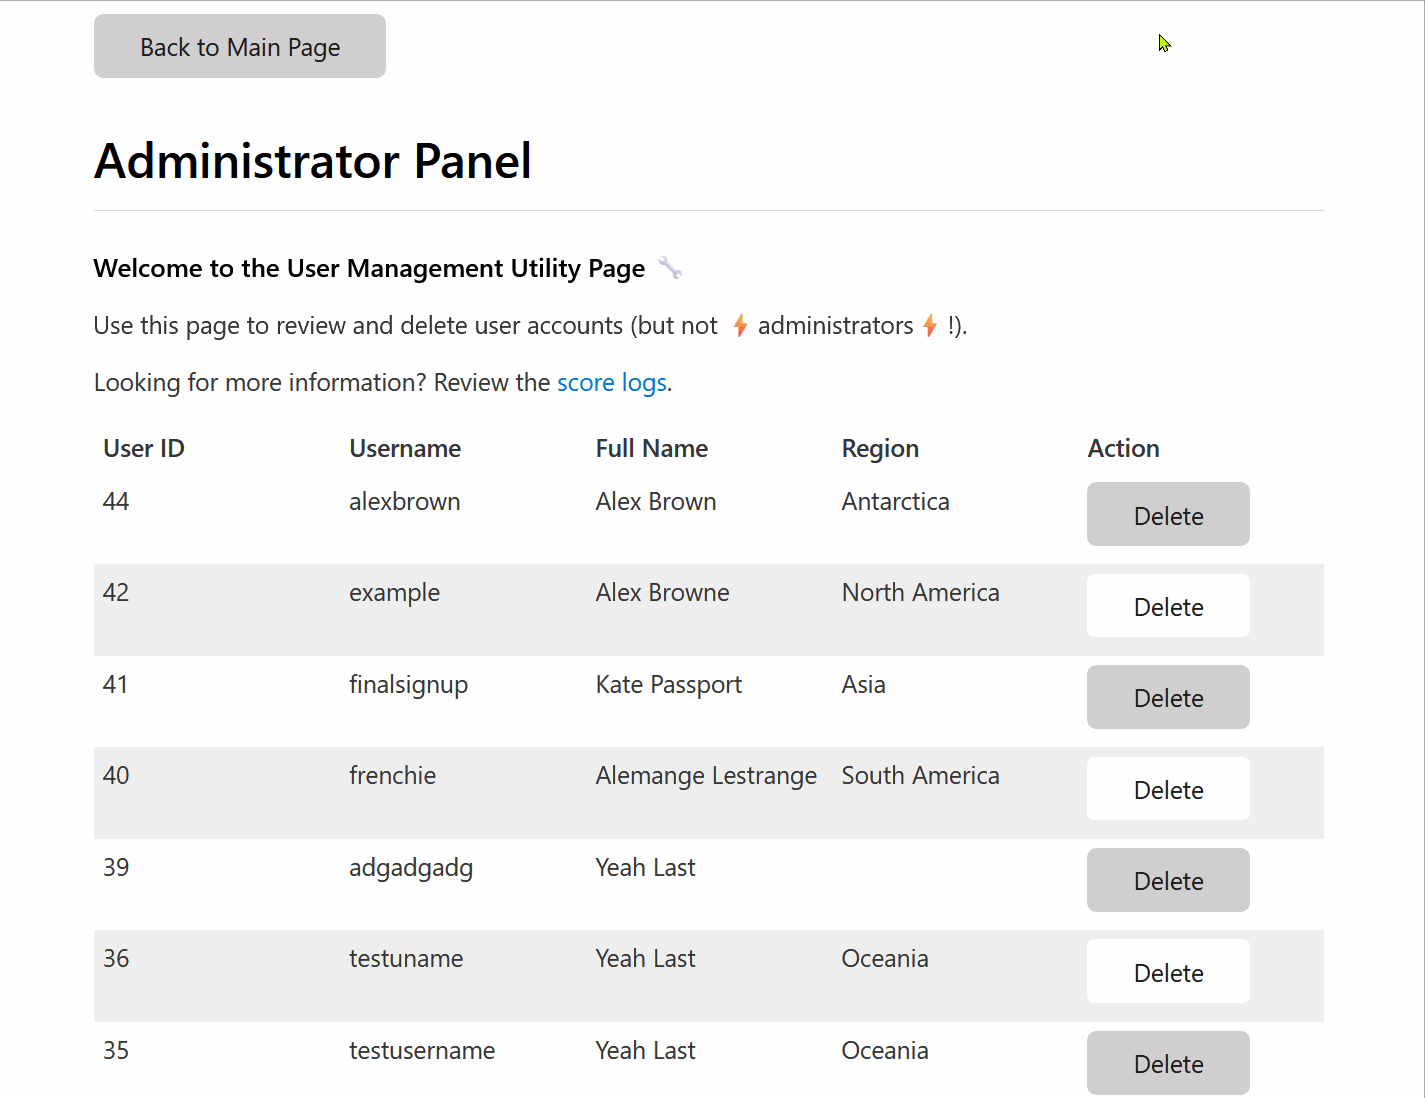 Back to Main Page
Administrator Panel
Welcome to the User Management Utility Page 🔧
Use this page to review and delete user accounts (but not ⚡ administrators ⚡ !).
Looking for more information? Review the score logs.
User ID Username Full Name Region Action
44 alexbrown Alex Brown Antarctica Delete
42 example Alex Browne North America Delete
41 finalsignup Kate Passport Asia Delete
40 frenchie Alemange Lestrange South America Delete
39 adgadgadg Yeah Last Delete
36 testuname Yeah Last Oceania Delete
35 testusername Yeah Last Oceania Delete